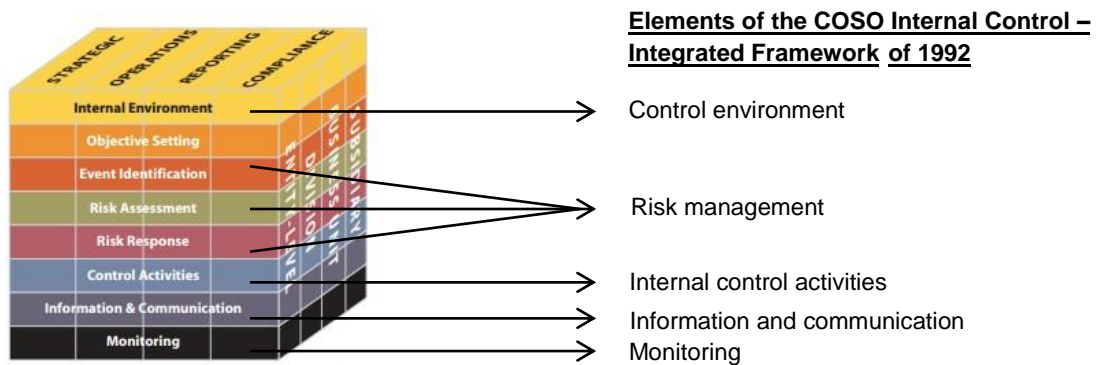 Elements of the COSO Internal Control –
Integrated Framework of 1992
STRATEGIC
OPERATIONS
REPORTING
COMPLIANCE
Internal Environment
Control environment
Objective Setting
Event Identification
Risk Assessment
Risk management
Risk Response
Control Activities
Internal control activities
Information & Communication
Information and communication
Monitoring
Monitoring
ENTITY-LEVEL
DIVISION
BUSINESS UNIT
SUBSIDIARY